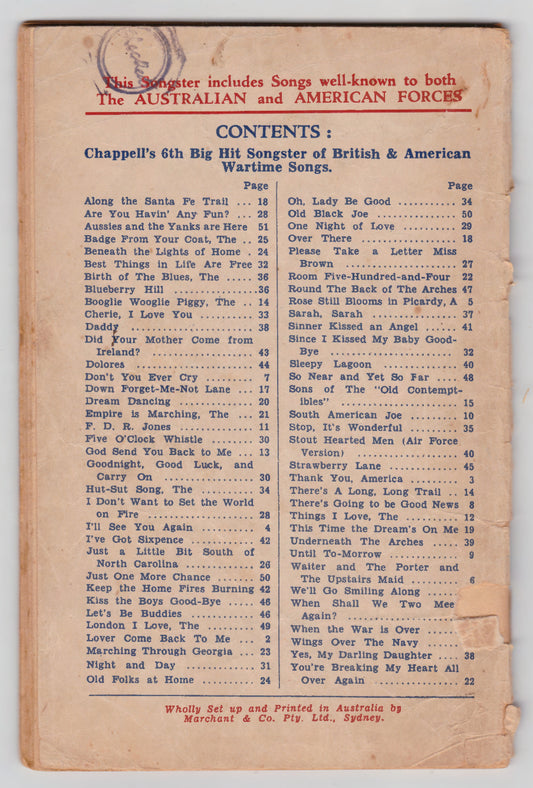 This Songster includes Songs well-known to both
The AUSTRALIAN and AMERICAN FORCES
CONTENTS :
Chappell's 6th Big Hit Songster of British & American
Wartime Songs.
Page
Along the Santa Fe Trail ... 18
Are You Havin' Any Fun? ... 28
Aussies and the Yanks are Here 51
Badge From Your Coat, The .. 25
Beneath the Lights of Home . 24
Best Things in Life Are Free 32
Birth of The Blues, The ..... 36
Blueberry Hill .................. 36
Booglie Wooglie Piggy, The .. 14
Cherie, I Love You .......... 33
Daddy ........................ 38
Did Your Mother Come from
Ireland? .................. 43
Dolores ...................... 44
Don't You Ever Cry ........ 7
Down Forget-Me-Not Lane ... 17
Dream Dancing .............. 20
Empire is Marching, The ... 21
F. D. R. Jones .............. 11
Five O'Clock Whistle ........ 30
God Send You Back to Me .. 13
Goodnight, Good Luck, and
Carry On .................. 30
Hut-Sut Song, The .......... 34
I Don't Want to Set the World
on Fire .................... 28
I'll See You Again .......... 4
I've Got Sixpence ............ 42
Just a Little Bit South of
North Carolina ............ 26
Just One More Chance ...... 50
Keep the Home Fires Burning 42
Kiss the Boys Good-Bye ..... 46
Let's Be Buddies ............ 46
London I Love, The .......... 49
Lover Come Back To Me ... 2
Marching Through Georgia .. 23
Night and Day .............. 31
Old Folks at Home .......... 24
Page
Oh, Lady Be Good ........... 34
Old Black Joe ............... 50
One Night of Love .......... 29
Over There ................. 18
Please Take a Letter Miss
Brown .................... 27
Room Five-Hundred-and-Four 22
Round The Back of The Arches 47
Rose Still Blooms in Picardy, A 5
Sarah, Sarah ................ 37
Sinner Kissed an Angel ..... 41
Since I Kissed My Baby Good-
Bye ....................... 32
Sleepy Lagoon ............... 40
So Near and Yet So Far .... 48
Sons of The "Old Contempt-
ibles" .................... 15
South American Joe ......... 10
Stop, It's Wonderful ........ 35
Stout Hearted Men (Air Force
Version) .................. 40
Strawberry Lane ............. 45
Thank You, America ........ 3
There's A Long, Long Trail .. 14
There's Going to be Good News 8
Things I Love, The .......... 12
This Time the Dream's On Me 19
Underneath The Arches ..... 39
Until To-Morrow ............ 9
Waiter and The Porter and
The Upstairs Maid ........ 6
We'll Go Smiling Along .....
When Shall We Two Mee
Again? ...................
When the War is Over ......
Wings Over The Navy ......
Yes, My Darling Daughter ... 38
You're Breaking My Heart All
Over Again ............... 22
Wholly Set up and Printed in Australia by
Marchant & Co. Pty. Ltd., Sydney.